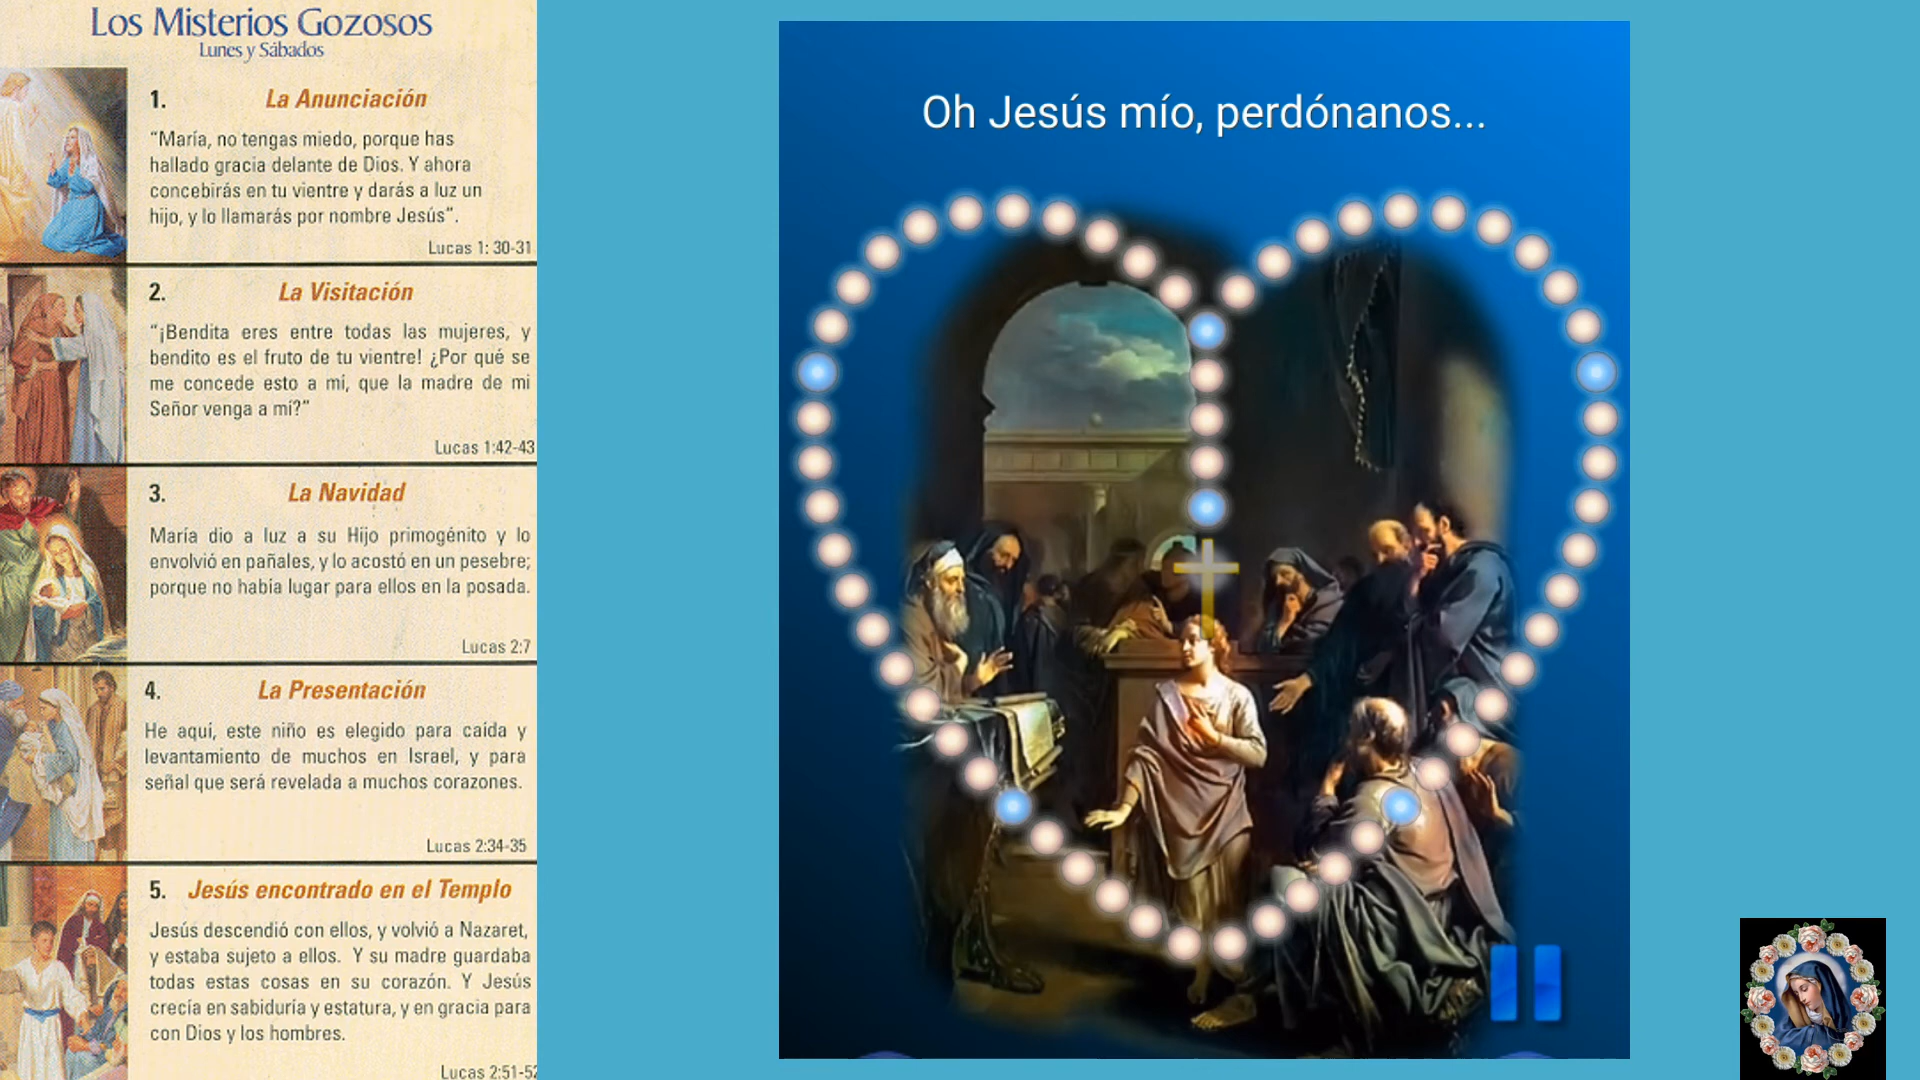 Los Misterios Gozosos
Lunes y Sábados
1. La Anunciación
“María, no tengas miedo, porque has
hallado gracia delante de Dios. Y ahora
concebirás en tu vientre y darás a luz un
hijo, y lo llamarás por nombre Jesús”.
Lucas 1: 30-31
2. La Visitación
“¡Bendita eres entre todas las mujeres, y
bendito es el fruto de tu vientre! ¿Por qué se
me concede esto a mí, que la madre de mi
Señor venga a mí?”
Lucas 1:42-43
3. La Navidad
María dio a luz a su Hijo primogénito y lo
envolvió en pañales, y lo acostó en un pesebre;
porque no había lugar para ellos en la posada.
Lucas 2:7
4. La Presentación
He aquí, este niño es elegido para caída y
levantamiento de muchos en Israel, y para
señal que será revelada a muchos corazones.
Lucas 2:34-35
5. Jesús encontrado en el Templo
Jesús descendió con ellos, y volvió a Nazaret,
y estaba sujeto a ellos. Y su madre guardaba
todas estas cosas en su corazón. Y Jesús
crecía en sabiduría y estatura, y en gracia para
con Dios y los hombres.
Lucas 2:51-52
Oh Jesús mío, perdónanos...